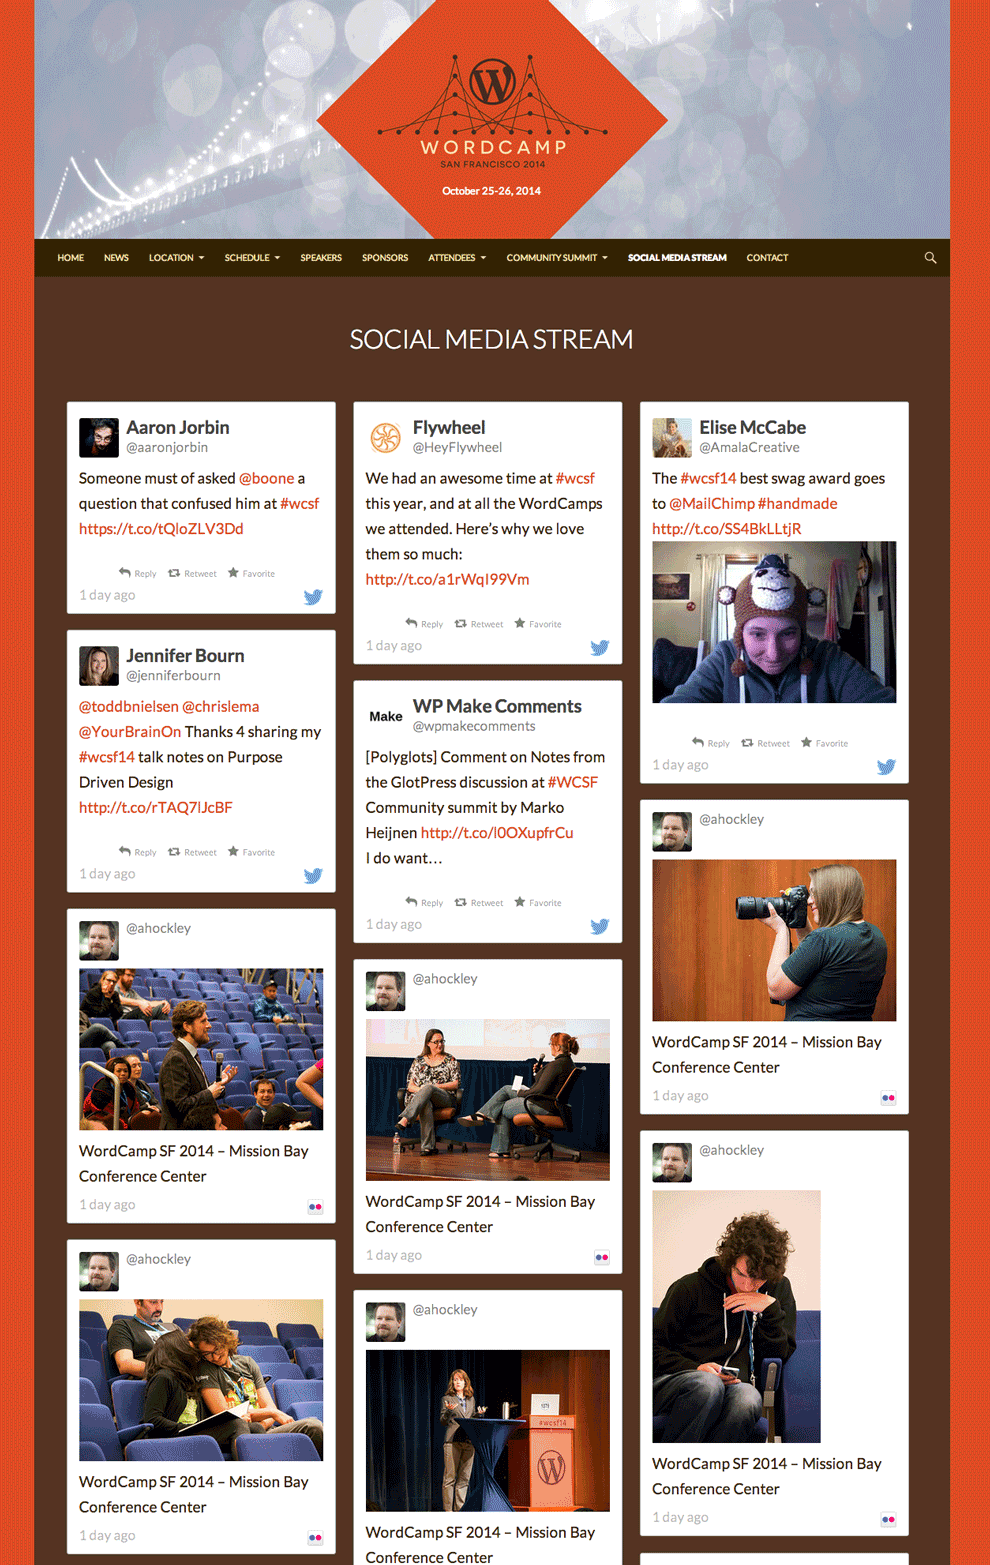 WORDCAMP
SAN FRANCISCO 2014
October 25-26, 2014
HOME NEWS LOCATION SCHEDULE SPEAKERS SPONSORS ATTENDEES COMMUNITY SUMMIT SOCIAL MEDIA STREAM CONTACT
SOCIAL MEDIA STREAM
Aaron Jorbin
@aaronjorbin
Someone must of asked @boone a
question that confused him at #wcsf
https://t.co/tQloZLV3Dd
Reply Retweet Favorite
1 day ago
Jennifer Bourn
@jenniferbourn
@toddbnielsen @chrislema
@YourBrainOn Thanks 4 sharing my
#wcsf14 talk notes on Purpose
Driven Design
http://t.co/rTAQ7lJcBF
Reply Retweet Favorite
1 day ago
@ahockley
WordCamp SF 2014 – Mission Bay
Conference Center
1 day ago
@ahockley
WordCamp SF 2014 – Mission Bay
Conference Center
1 day ago
Flywheel
@HeyFlywheel
We had an awesome time at #wcsf
this year, and at all the WordCamps
we attended. Here's why we love
them so much:
http://t.co/a1rWqI99Vm
Reply Retweet Favorite
1 day ago
Make
WP Make Comments
@wpmakecomments
[Polyglots] Comment on Notes from
the GlotPress discussion at #WCSF
Community summit by Marko
Heijnen http://t.co/l0OXupfrCu
I do want…
Reply Retweet Favorite
1 day ago
@ahockley
WordCamp SF 2014 – Mission Bay
Conference Center
1 day ago
@ahockley
#wcsf14
WordCamp SF 2014 – Mission Bay
Conference Center
Elise McCabe
@AmalaCreative
The #wcsf14 best swag award goes
to @MailChimp #handmade
http://t.co/SS4BkLLtjR
Reply Retweet Favorite
1 day ago
@ahockley
WordCamp SF 2014 – Mission Bay
Conference Center
1 day ago
@ahockley
WordCamp SF 2014 – Mission Bay
Conference Center
1 day ago